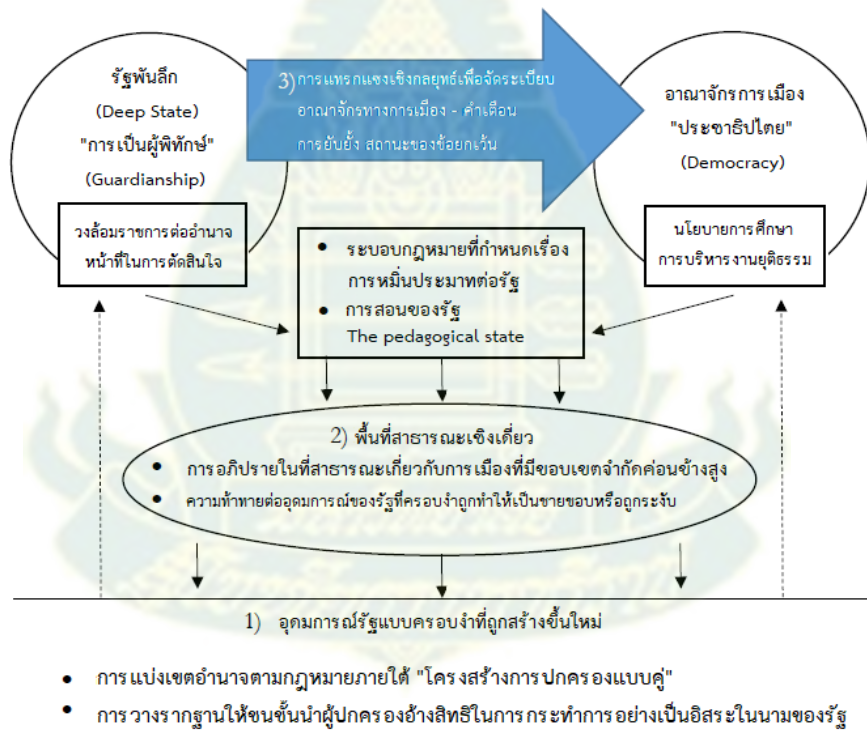 รัฐพันลึก
(Deep State)
"การเป็นผู้พิทักษ์"
(Guardianship)
วงล้อมราชการต่ออำนาจ
หน้าที่ในการตัดสินใจ
3) การแทรกแซงเชิงกลยุทธ์เพื่อจัดระเบียบ
อาณาจักรทางการเมือง - คำเตือน
การยับยั้ง สถานะของข้อยกเว้น
อาณาจักรการเมือง
"ประชาธิปไตย"
(Democracy)
นโยบายการศึกษา
การบริหารงานยุติธรรม
• ระบอบกฎหมายที่กำหนดเรื่อง
การหมิ่นประมาทต่อรัฐ
• การสอนของรัฐ
The pedagogical state
2) พื้นที่สาธารณะเชิงเดี่ยว
• การอภิปรายในที่สาธารณะเกี่ยวกับการเมืองที่มีขอบเขตจำกัดค่อนข้างสูง
• ความท้าทายต่ออุดมการณ์ของรัฐที่ครอบงำถูกทำให้เป็นชายขอบหรือถูกระงับ
1) อุดมการณ์รัฐแบบครอบงำที่ถูกสร้างขึ้นใหม่
• การแบ่งเขตอำนาจตามกฎหมายภายใต้ "โครงสร้างการปกครองแบบคู่"
• การวางรากฐานให้ชนชั้นนำผู้ปกครองอ้างสิทธิในการกระทำการอย่างเป็นอิสระในนามของรัฐ